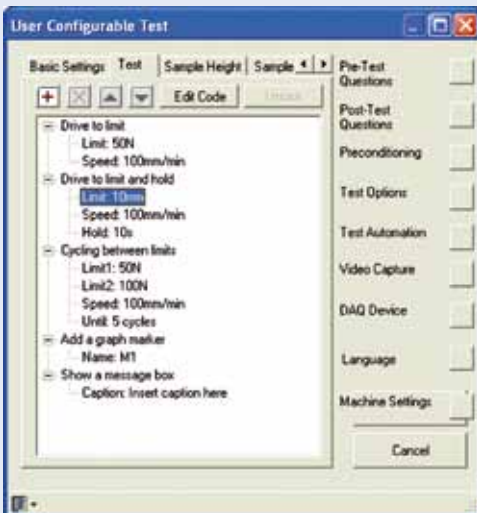 User Configurable Test
Basic Settings Test Sample Height Sample
Edit Code
Drive to limit
Limit: 50N
Speed: 100mm/min
Drive to limit and hold
Limit: 10mm
Speed: 100mm/min
Hold: 10s
Cycling between limits
Limit1: 50N
Limit2: 100N
Speed: 100mm/min
Until: 5 cycles
Add a graph marker
Name: M1
Show a message box
Caption: Insert caption here
Pre-Test
Questions
Post-Test
Questions
Preconditioning
Test Options
Test Automation
Video Capture
DAQ Device
Language
Machine Settings
Cancel